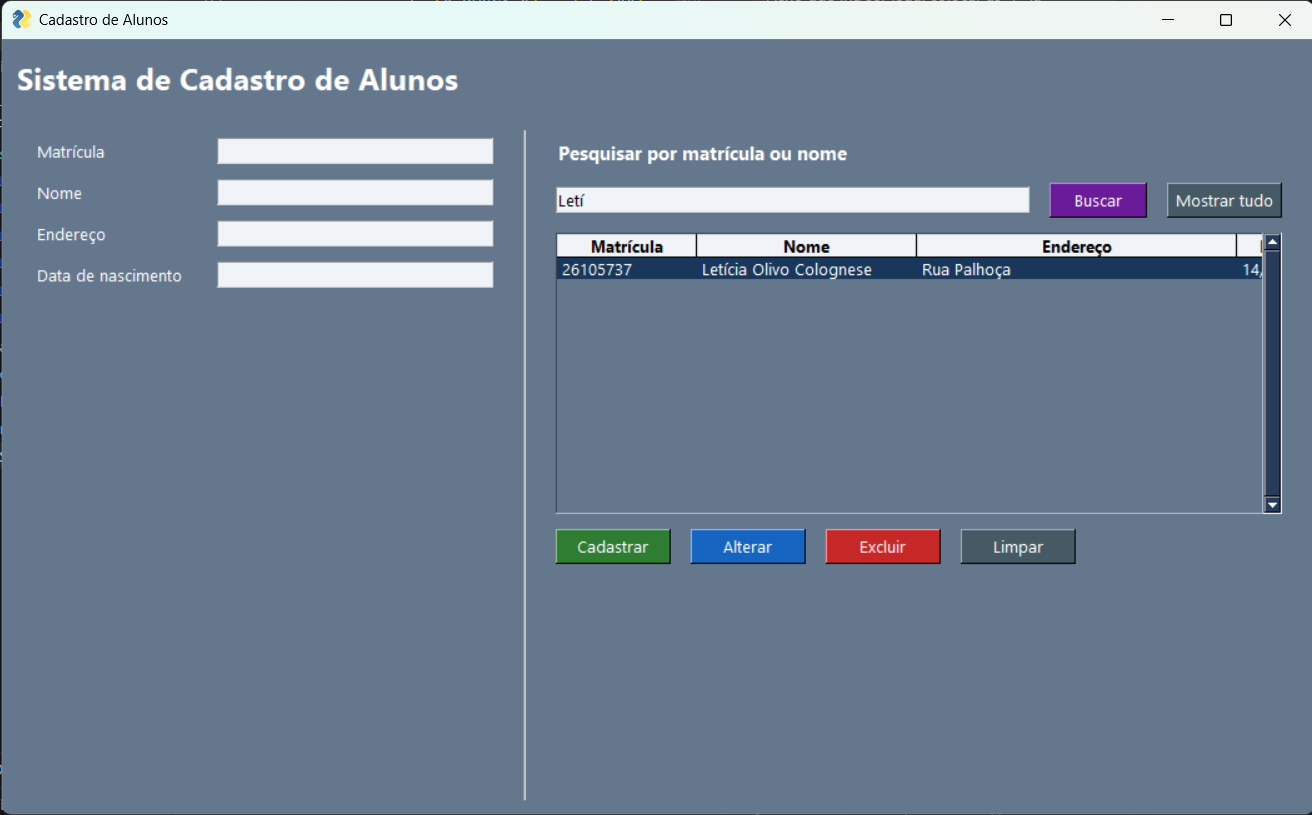 Cadastro de Alunos
Sistema de Cadastro de Alunos
Matrícula
Nome
Endereço
Data de nascimento
Pesquisar por matrícula ou nome
Letí
Buscar
Mostrar tudo
Matrícula Nome Endereço
26105737 Letícia Olivo Colognese Rua Palhoça 14,
Cadastrar Alterar Excluir Limpar